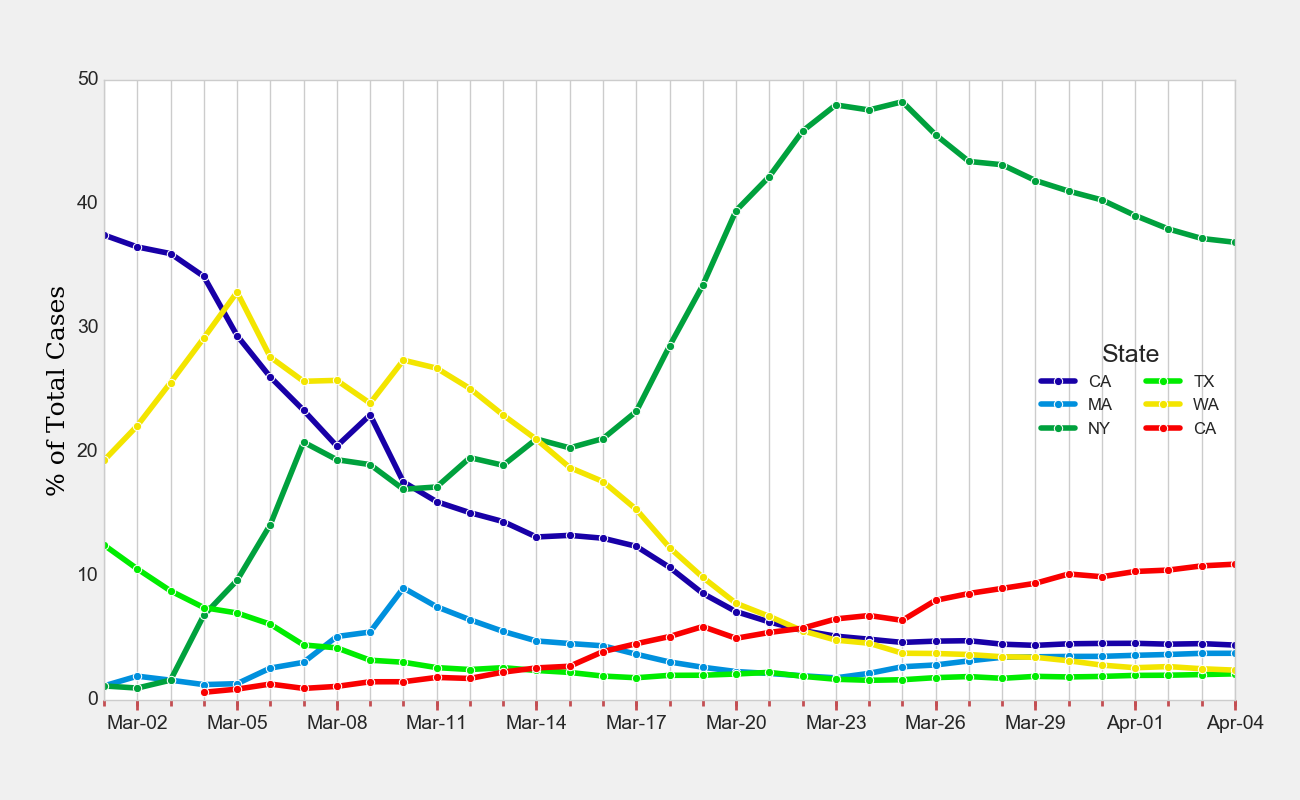 50
40
30
20
10
0
% of Total Cases
State
CA TX
MA WA
NY CA
Mar-02 Mar-05 Mar-08 Mar-11 Mar-14 Mar-17 Mar-20 Mar-23 Mar-26 Mar-29 Apr-01 Apr-04